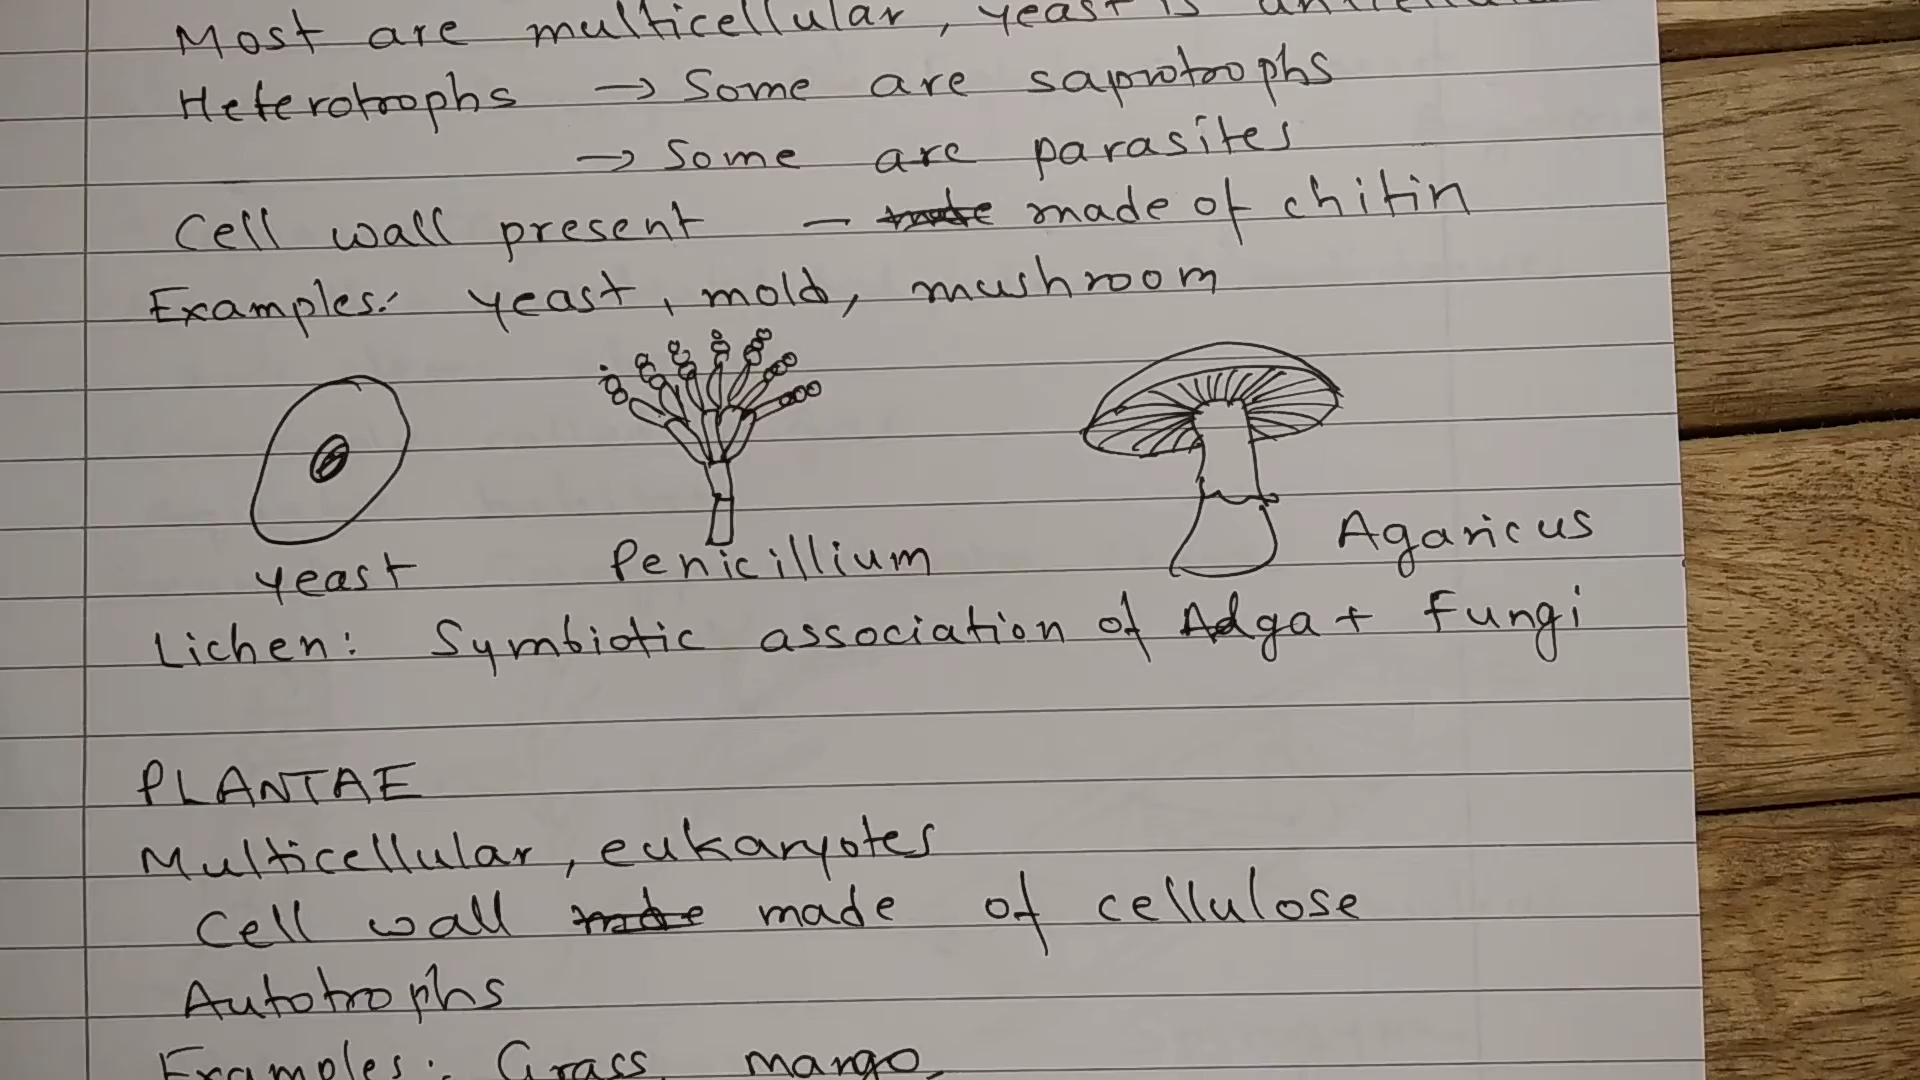 Most are multicellular, yeast is unicellular
Heterotrophs → Some are saprotrophs
→ Some are parasites
Cell wall present – made of chitin
Examples: yeast, mold, mushroom
yeast
Penicillium
Agaricus
Lichen: Symbiotic association of Alga + Fungi
PLANTAE
Multicellular, eukaryotes
Cell wall made of cellulose
Autotrophs
Examples: Grass, mango,